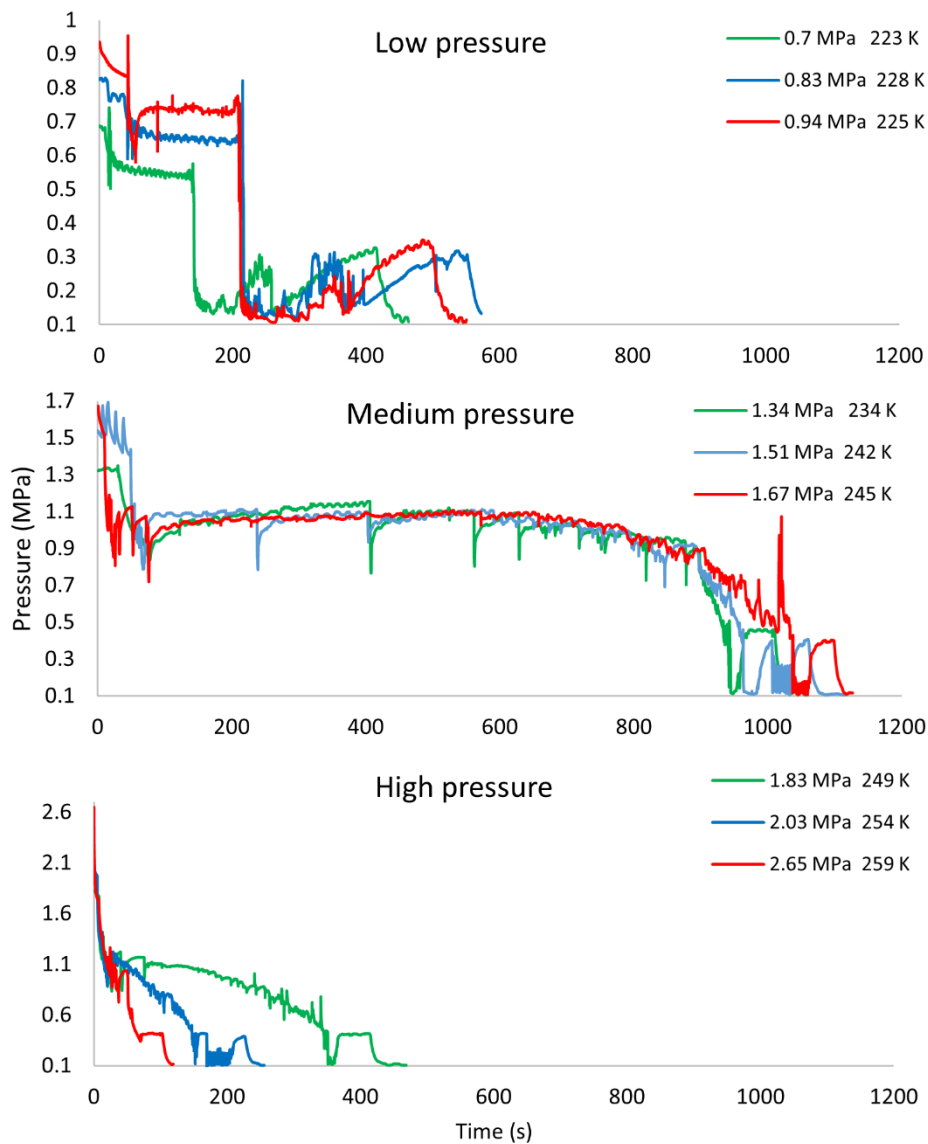 Low pressure
0.7 MPa 223 K
0.83 MPa 228 K
0.94 MPa 225 K
1
0.9
0.8
0.7
0.6
0.5
0.4
0.3
0.2
0.1
0 200 400 600 800 1000 1200
Medium pressure
1.34 MPa 234 K
1.51 MPa 242 K
1.67 MPa 245 K
Pressure (MPa)
1.7
1.5
1.3
1.1
0.9
0.7
0.5
0.3
0.1
0 200 400 600 800 1000 1200
High pressure
1.83 MPa 249 K
2.03 MPa 254 K
2.65 MPa 259 K
2.6
2.1
1.6
1.1
0.6
0.1
0 200 400 600 800 1000 1200
Time (s)